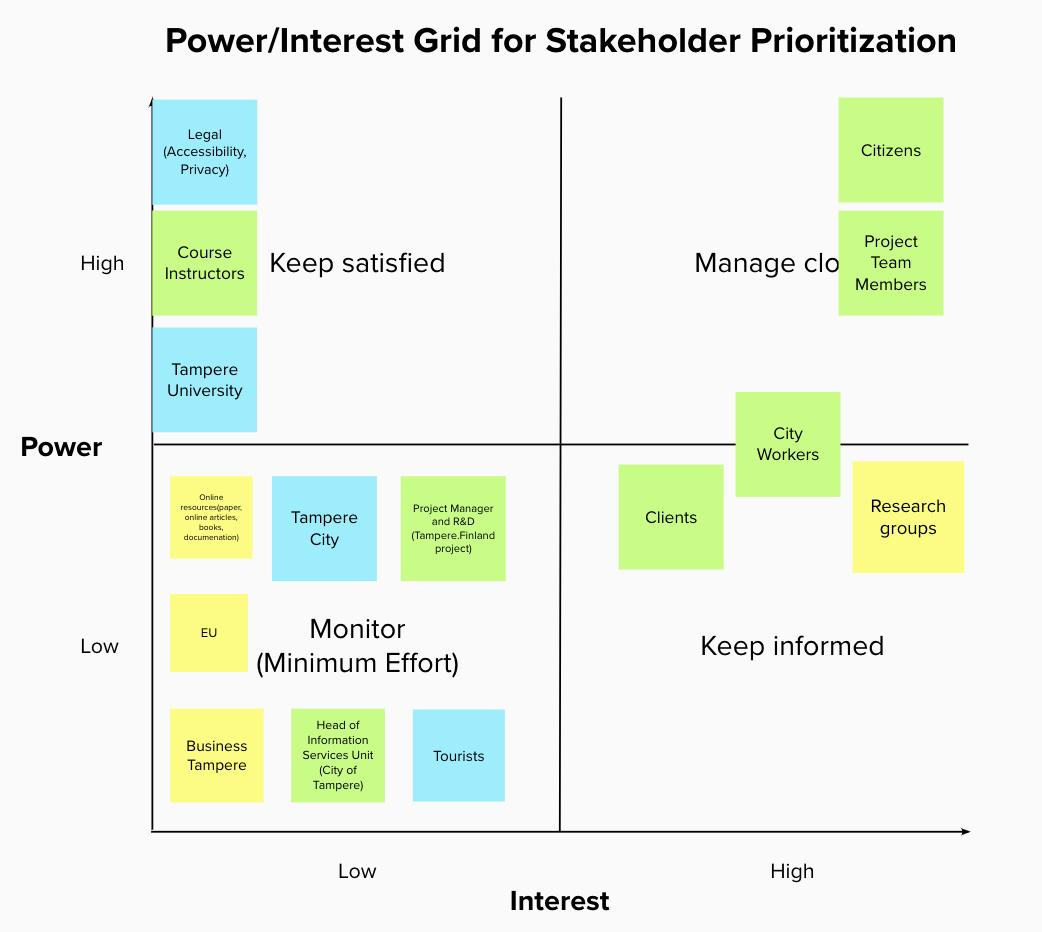 Power/Interest Grid for Stakeholder Prioritization
Legal
(Accessibility,
Privacy)
Citizens
High
Course
Instructors
Keep satisfied
Manage clo
Project
Team
Members
Tampere
University
Power
City
Workers
Online
resources(paper,
online articles,
books,
documenation)
Tampere
City
Project Manager
and R&D
(Tampere.Finland
project)
Clients
Research
groups
EU
Monitor
(Minimum Effort)
Low
Keep informed
Business
Tampere
Head of
Information
Services Unit
(City of
Tampere)
Tourists
Low
High
Interest